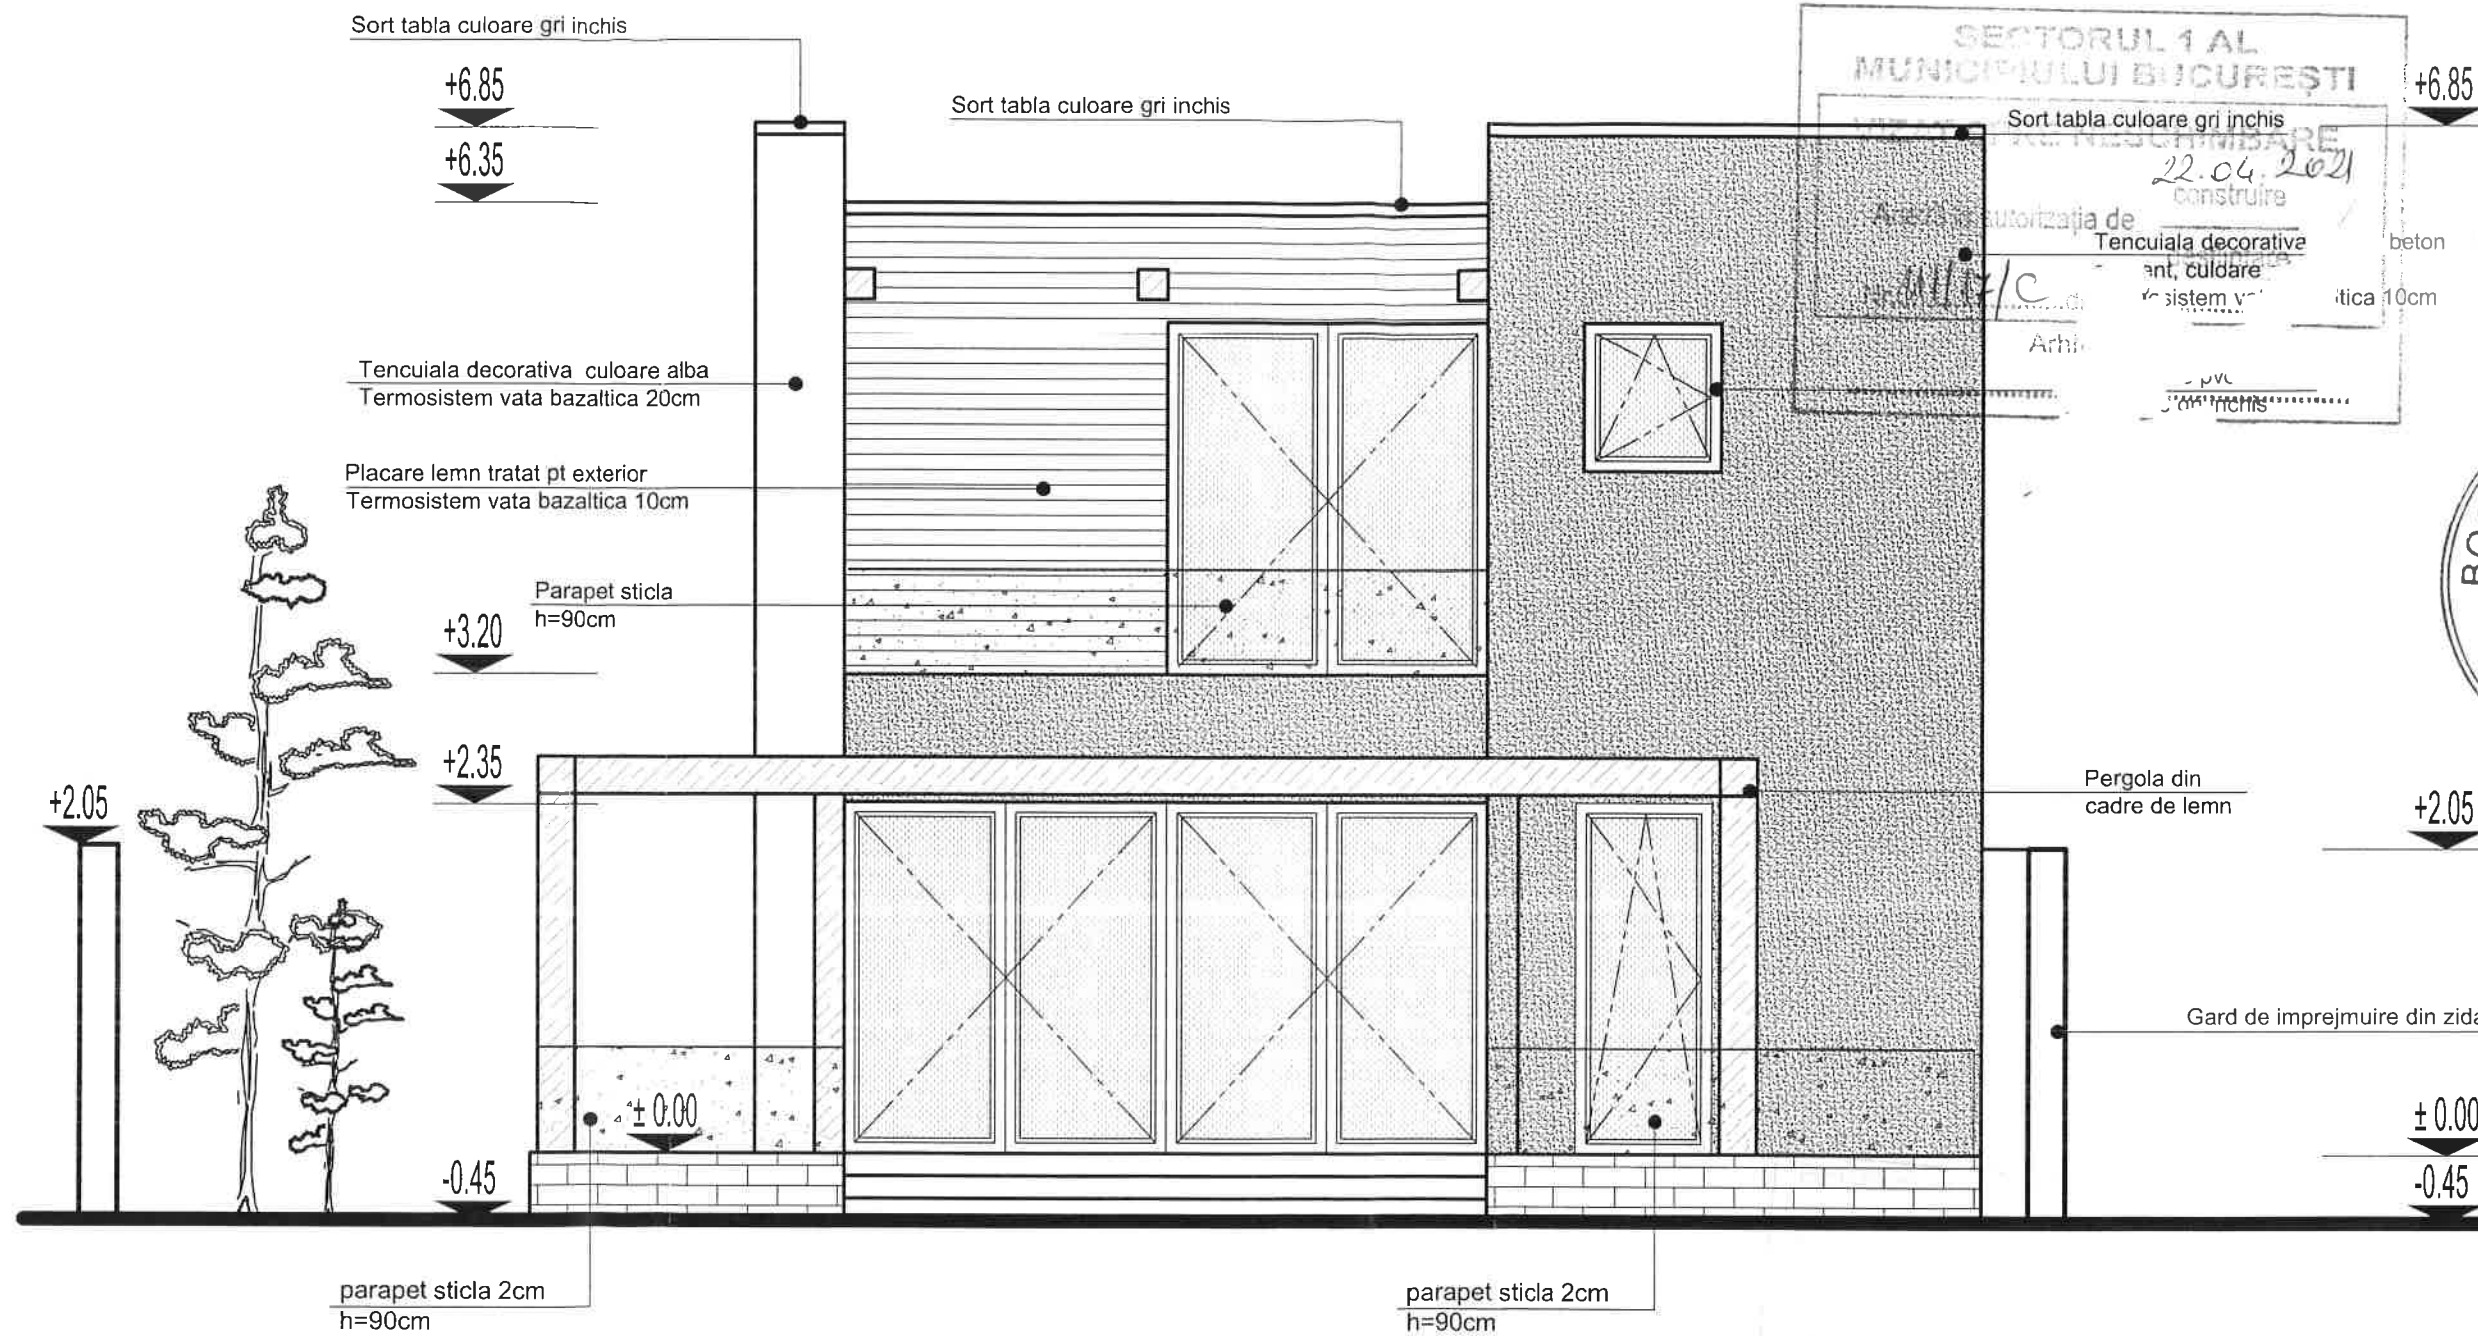 Sort tabla culoare gri inchis
+6.85
+6.35
Sort tabla culoare gri inchis
SECTORUL 1 AL
MUNICIPIULUI BUCUREȘTI
+6.85
Sort tabla culoare gri inchis
NESCHIMBARE
22.04.2021
construire
autorizația de
Tencuiala decorativa
beton
culoare
10cm
Tencuiala decorativa culoare alba
Termosistem vata bazaltica 20cm
Placare lemn tratat pt exterior
Termosistem vata bazaltica 10cm
Parapet sticla
h=90cm
+3.20
+2.35
+2.05
Pergola din
cadre de lemn
+2.05
Gard de imprejmuire din zida
± 0.00
± 0.00
-0.45
-0.45
parapet sticla 2cm
h=90cm
parapet sticla 2cm
h=90cm